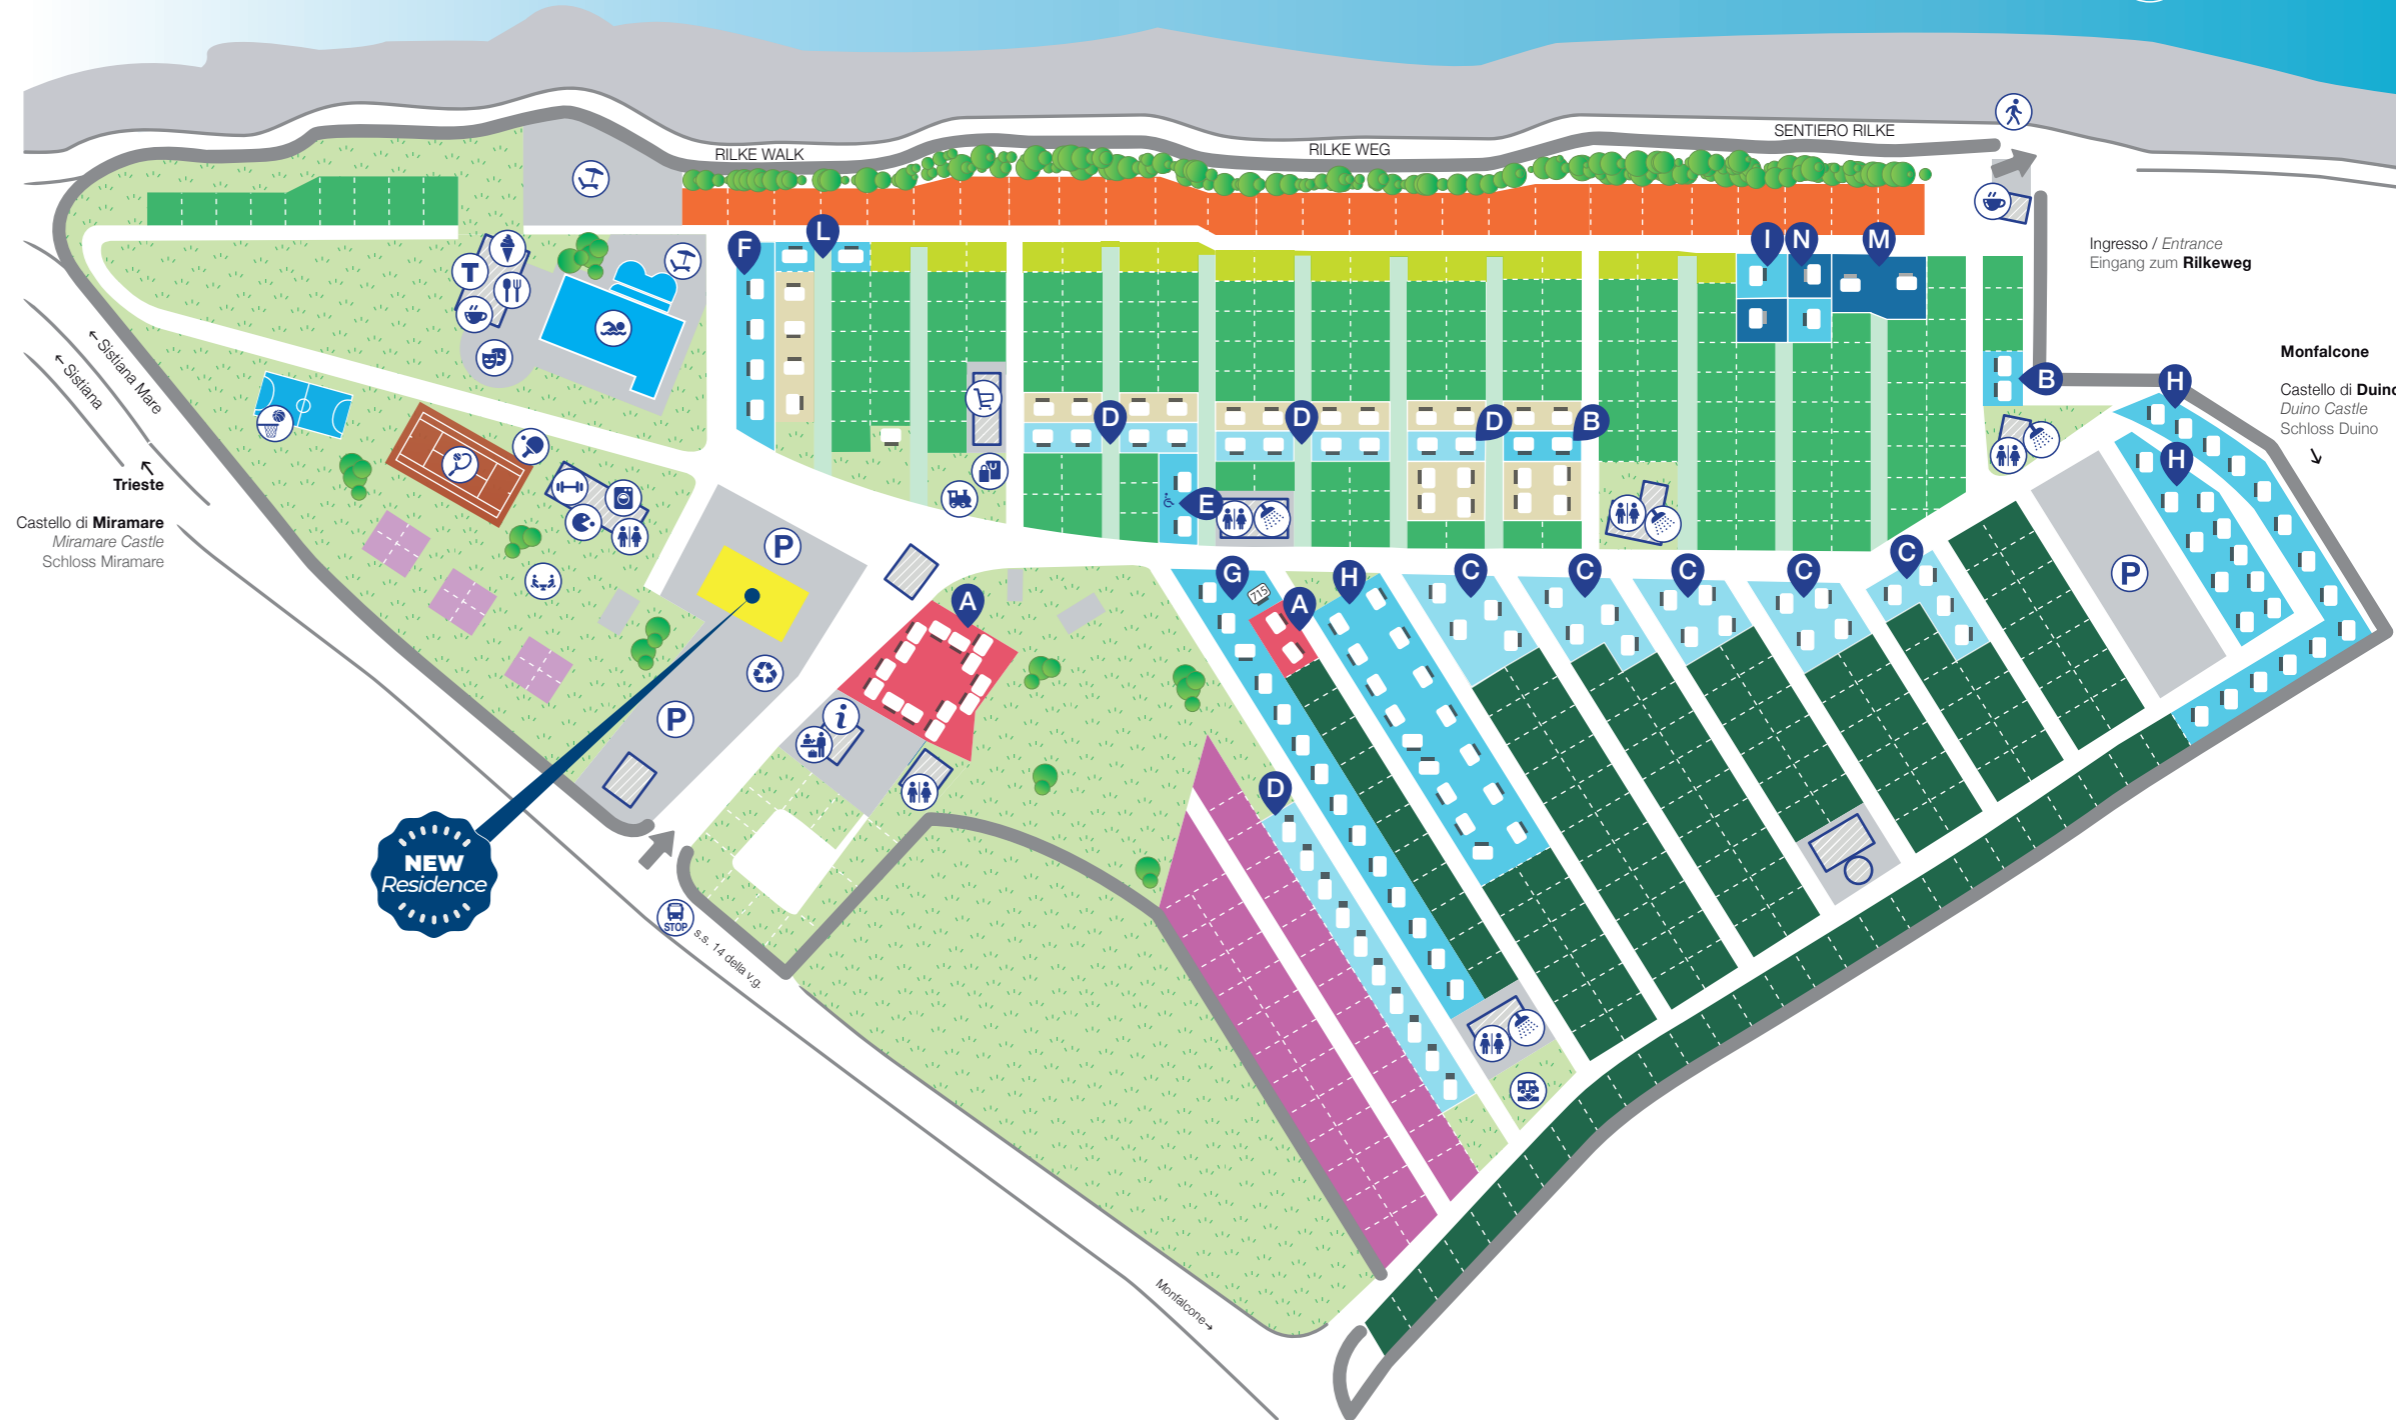 SENTIERO RILKE
RILKE WEG
RILKE WALK
Ingresso / Entrance
Eingang zum Rilkeweg
F
L
I
N
M
T
Monfalcone
Castello di Duino
Duino Castle
Schloss Duino
← Sistiana Mare
← Sistiana
Trieste
Castello di Miramare
Miramare Castle
Schloss Miramare
B
H
D
D
D
B
H
E
P
G
H
C
C
C
C
C
P
A
715
A
P
i
D
NEW
Residence
STOP
s.s. 14 della v.g.
Monfalcone→